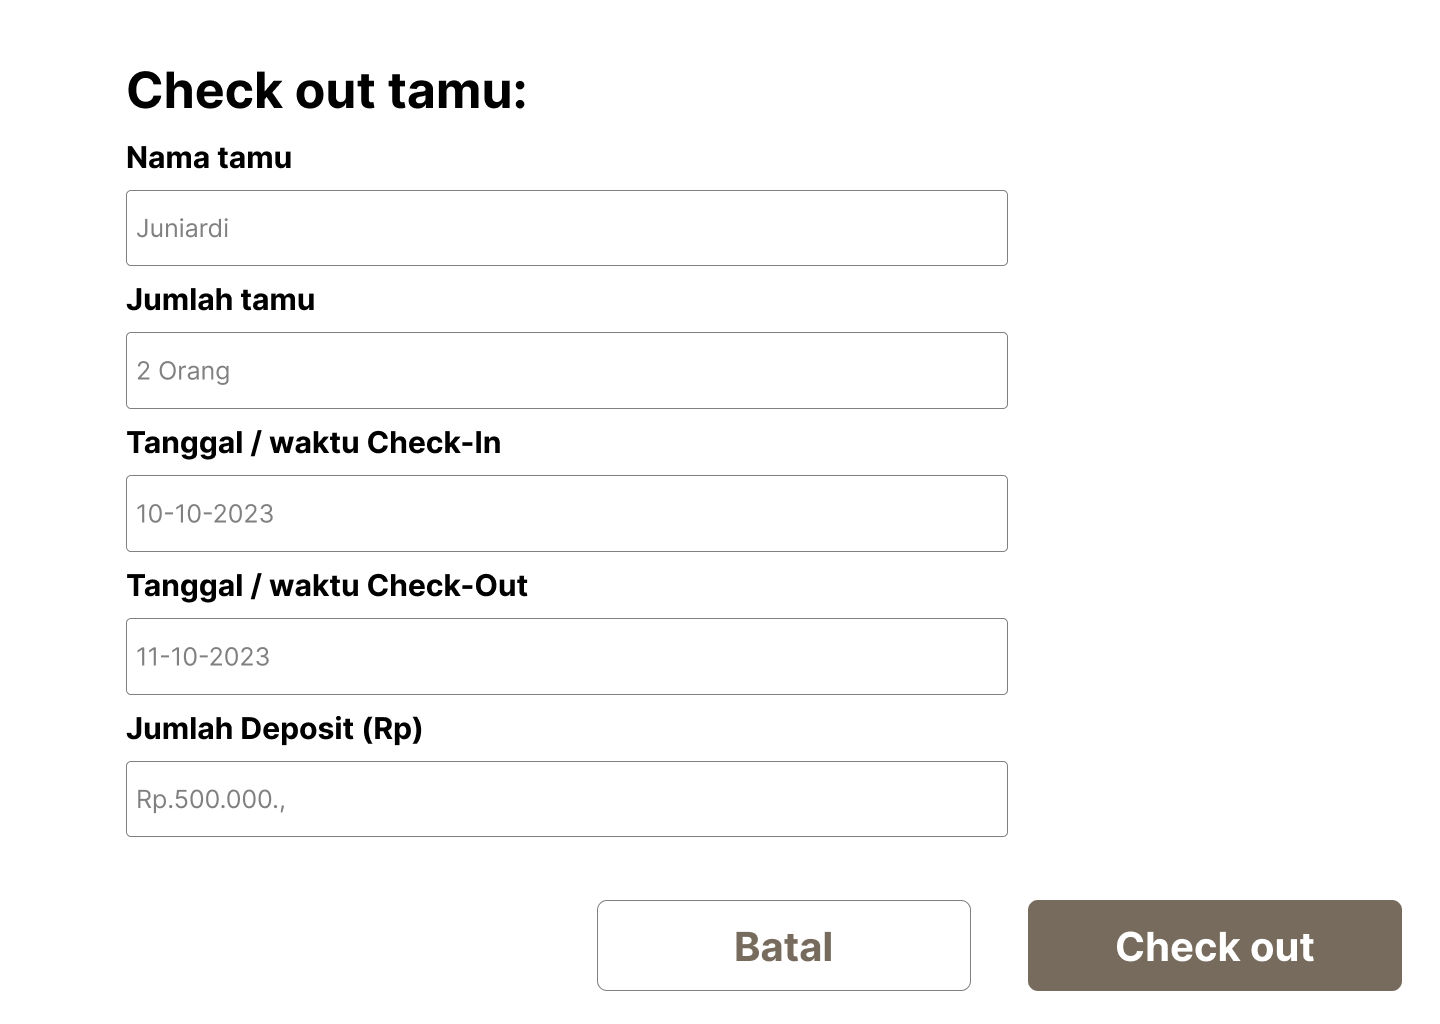 Check out tamu:
Nama tamu
Juniardi
Jumlah tamu
2 Orang
Tanggal / waktu Check-In
10-10-2023
Tanggal / waktu Check-Out
11-10-2023
Jumlah Deposit (Rp)
Rp.500.000.,
Batal
Check out